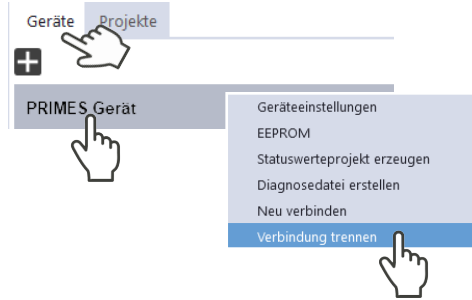 Geräte Projekte
PRIMES Gerät
Geräteeinstellungen
EEPROM
Statuswerteprojekt erzeugen
Diagnosedatei erstellen
Neu verbinden
Verbindung trennen